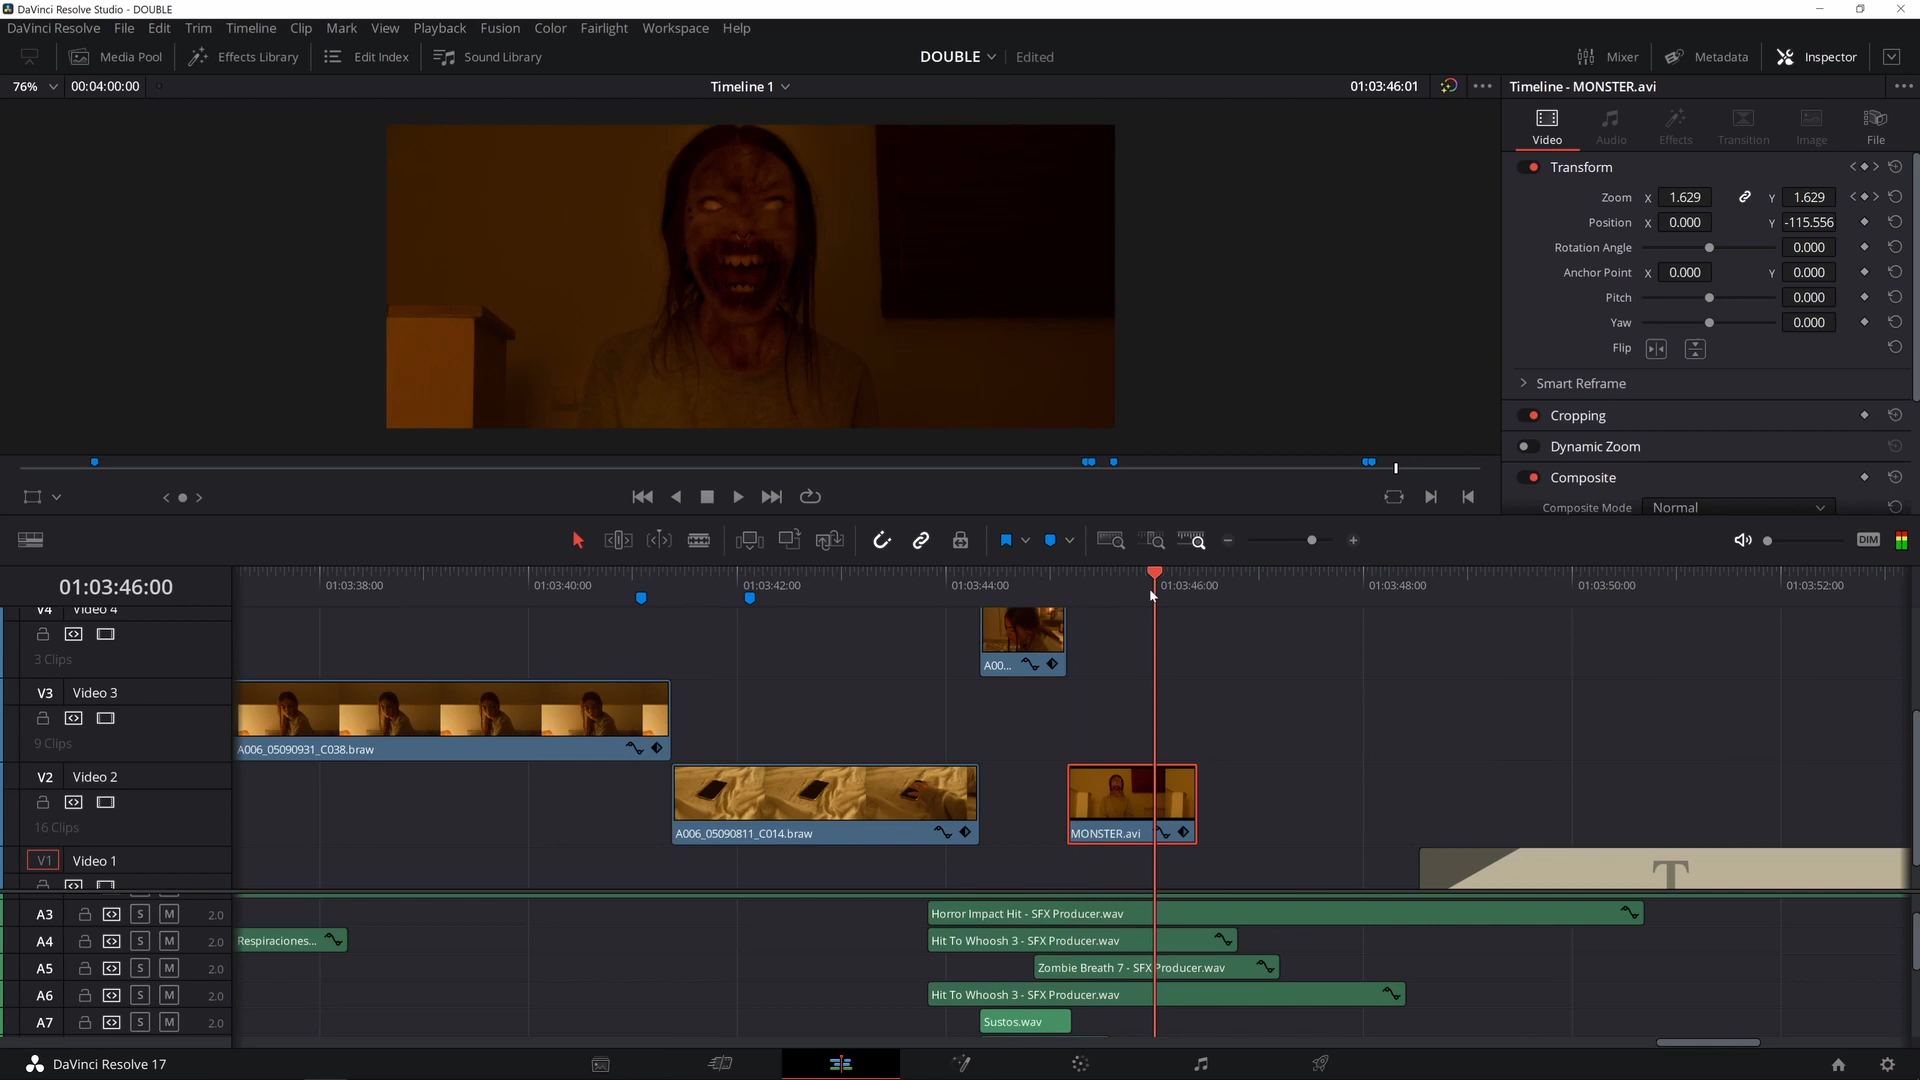 DaVinci Resolve Studio - DOUBLE
DaVinci Resolve File Edit Trim Timeline Clip Mark View Playback Fusion Color Fairlight Workspace Help
Media Pool Effects Library Edit Index Sound Library DOUBLE Edited Mixer Metadata Inspector
76% 00:04:00:00 Timeline 1 01:03:46:01 Timeline - MONSTER.avi
Video Audio Effects Transition Image File
Transform
Zoom X 1.629 Y 1.629
Position X 0.000 Y -115.556
Rotation Angle 0.000
Anchor Point X 0.000 Y 0.000
Pitch 0.000
Yaw 0.000
Flip
Smart Reframe
Cropping
Dynamic Zoom
Composite
Composite Mode Normal
DIM
01:03:46:00 01:03:38:00 01:03:40:00 01:03:42:00 01:03:44:00 01:03:46:00 01:03:48:00 01:03:50:00 01:03:52:00
V4 Video 4
3 Clips A00...
V3 Video 3
9 Clips A006_05090931_C038.braw
V2 Video 2
16 Clips A006_05090811_C014.braw MONSTER.avi
V1 Video 1 T
A3 S M 2.0 Horror Impact Hit - SFX Producer.wav
A4 S M 2.0 Respiraciones... Hit To Whoosh 3 - SFX Producer.wav
A5 S M 2.0 Zombie Breath 7 - SFX Producer.wav
A6 S M 2.0 Hit To Whoosh 3 - SFX Producer.wav
A7 S M 2.0 Sustos.wav
DaVinci Resolve 17